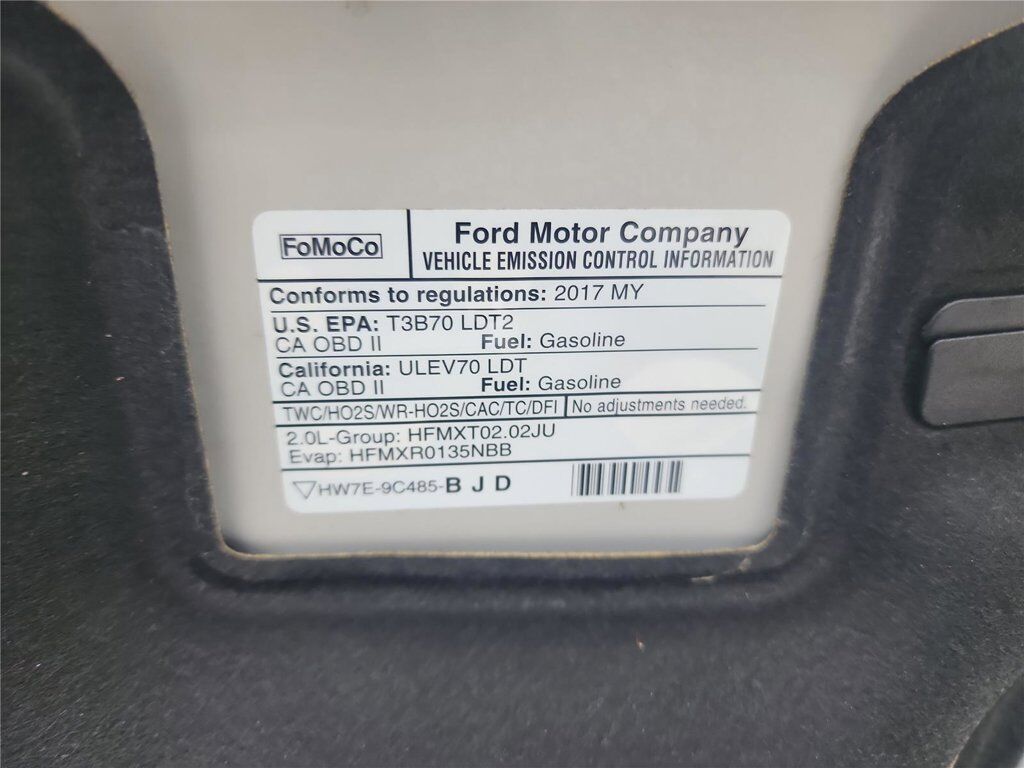 FoMoCo
Ford Motor Company
VEHICLE EMISSION CONTROL INFORMATION
Conforms to regulations: 2017 MY
U.S. EPA: T3B70 LDT2
CA OBD II Fuel: Gasoline
California: ULEV70 LDT
CA OBD II Fuel: Gasoline
TWC/HO2S/WR-HO2S/CAC/TC/DFI No adjustments needed.
2.0L-Group: HFMXT02.02JU
Evap: HFMXR0135NBB
HW7E-9C485-B J D